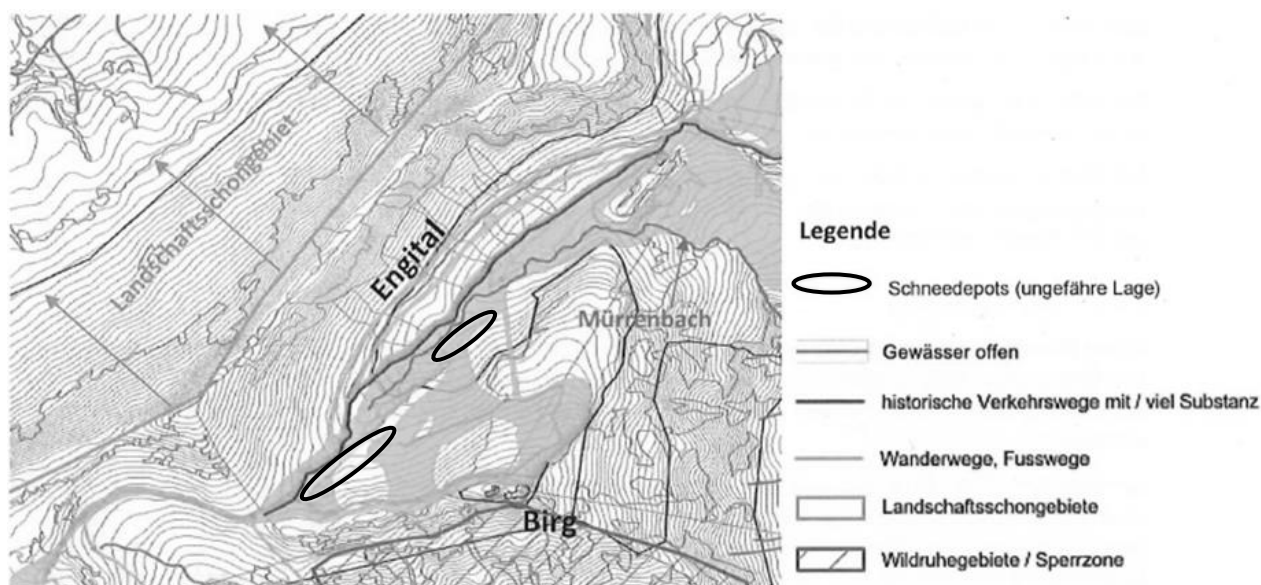 Landschaftsschongebiet
Engital
Mürrenbach
Birg
Legende
Schneedepots (ungefähre Lage)
Gewässer offen
historische Verkehrswege mit / viel Substanz
Wanderwege, Fusswege
Landschaftsschongebiete
Wildruhegebiete / Sperrzone